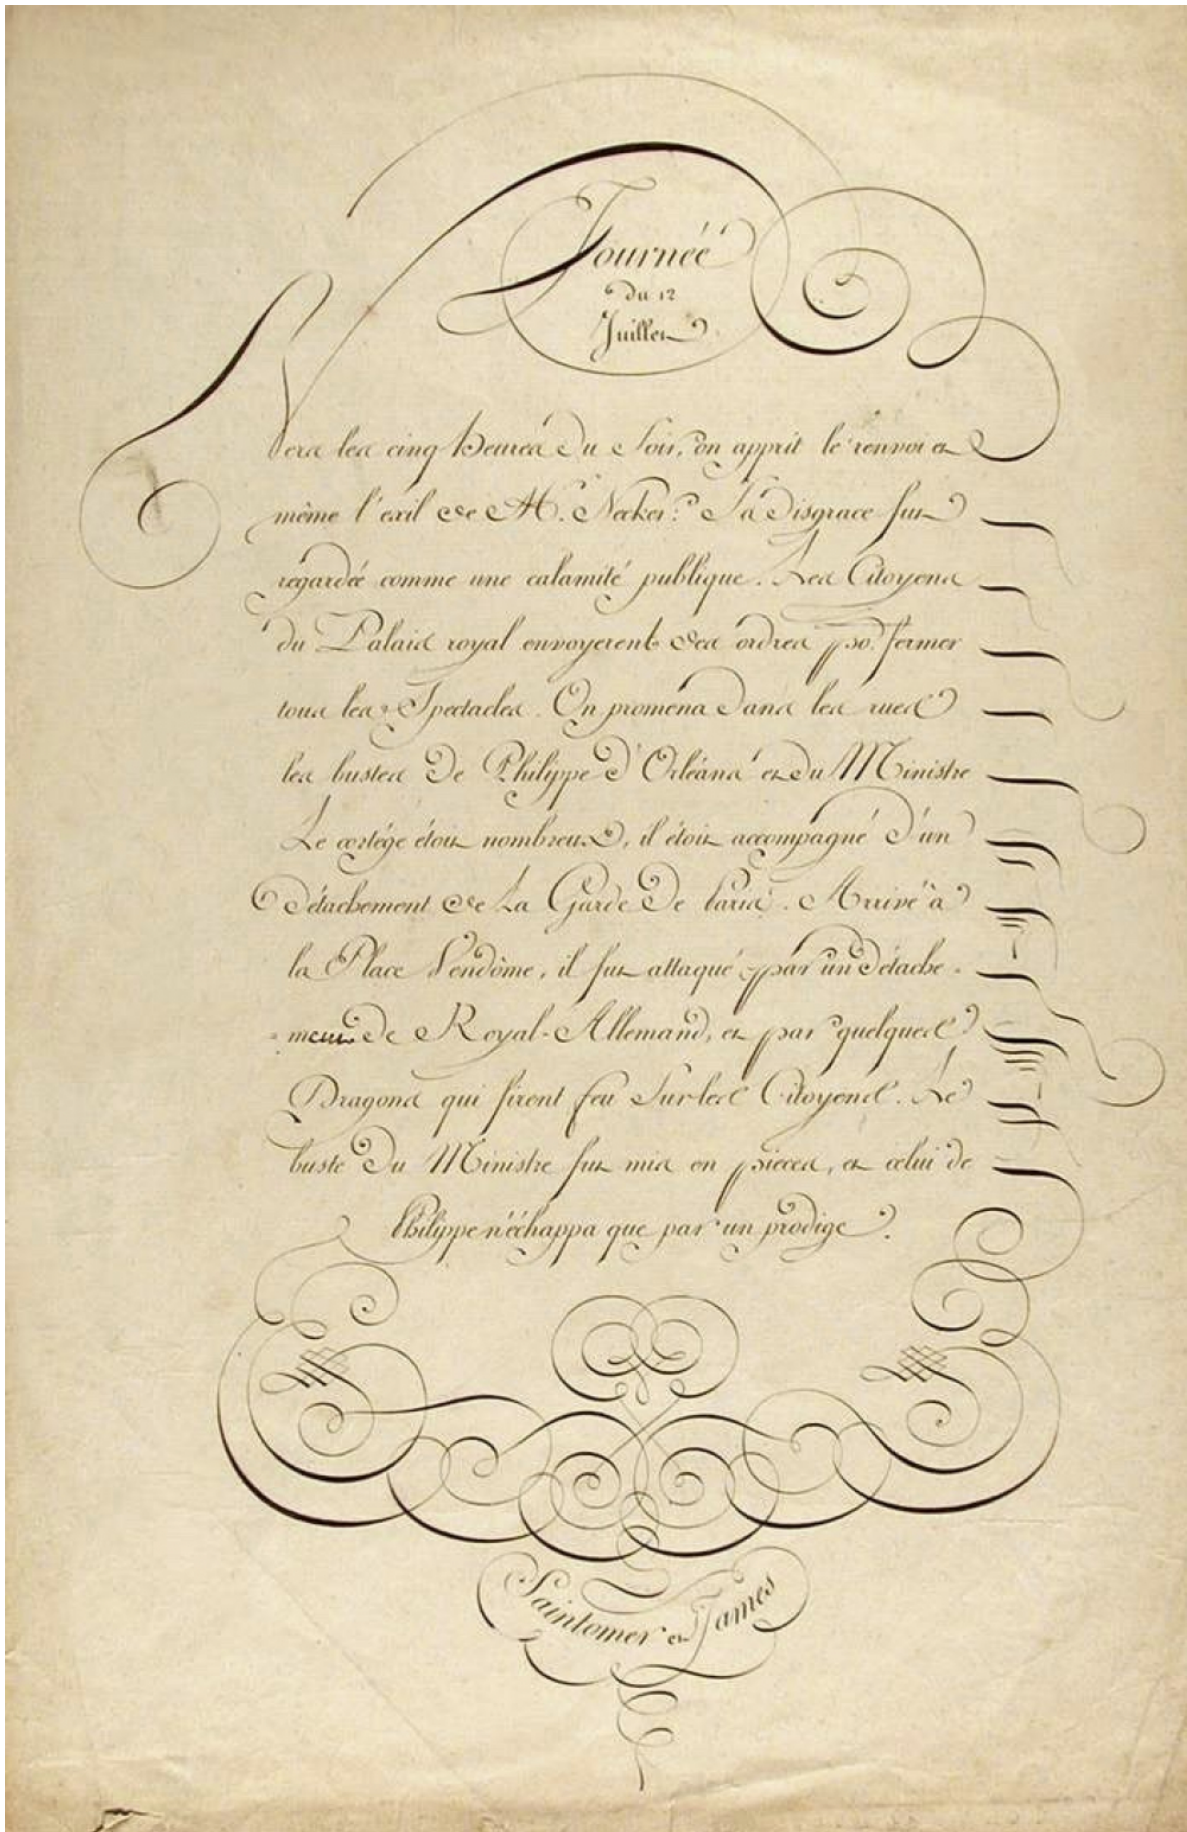 Journée
du 12
Juillet
Vers les cinq heures du Soir, on apprit le renvoi et
même l'exil de M. Necker. Sa disgrace fut
regardée comme une calamité publique. Les Citoyens
du Palais royal envoyerent des ordres po. fermer
tous les Spectacles. On promena dans les rues
les bustes de Philippe d'Orléans et du Ministre
Le cortége étoit nombreux, il étoit accompagné d'un
détachement de la Garde de Paris. Arrivé à
la Place Vendôme, il fut attaqué par un détache-
-ment de Royal-Allemand, et par quelques
Dragons qui firent feu Sur les Citoyens. Le
buste du Ministre fut mis en pieces, et celui de
Philippe n'échappa que par un prodige.
Saintomer et James